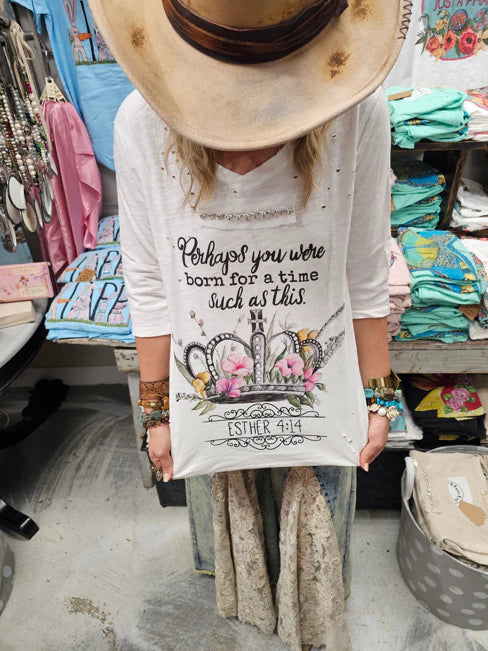 Perhaps you were
born for a time
such as this.
ESTHER 4:14